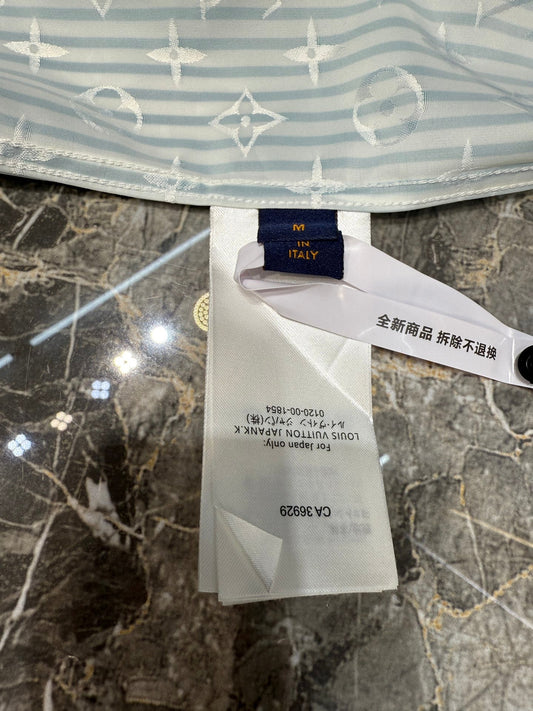 M
IN
ITALY
全新商品 拆除不退换
For Japan only:
LOUIS VUITTON JAPANK.K
ルイ・ヴィトン ジャパン(株)
0120-00-1854
CA 36929